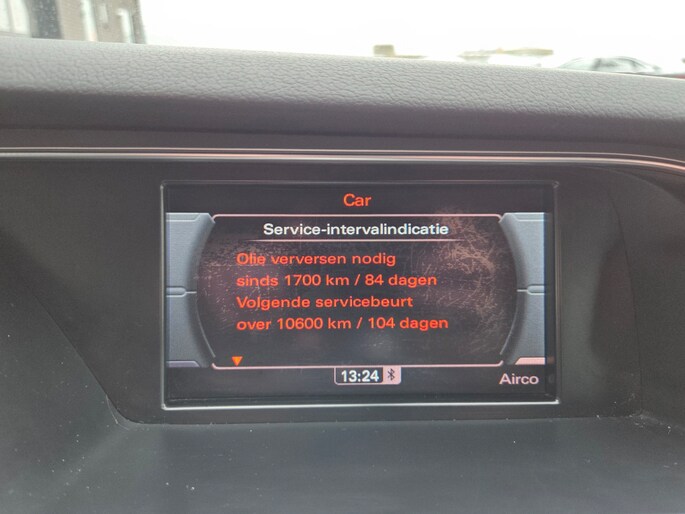 Car
Service-intervalindicatie
Olie verversen nodig
sinds 1700 km / 84 dagen
Volgende servicebeurt
over 10600 km / 104 dagen
13:24
Airco